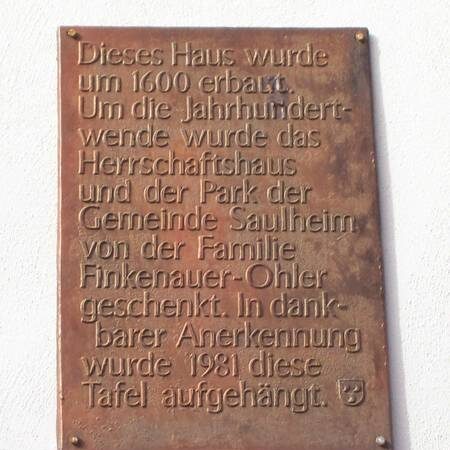 Dieses Haus wurde
um 1600 erbaut.
Um die Jahrhundert-
wende wurde das
Herrschaftshaus
und der Park der
Gemeinde Saulheim
von der Familie
Finkenauer-Ohler
geschenkt. In dank-
barer Anerkennung
wurde 1981 diese
Tafel aufgehängt.